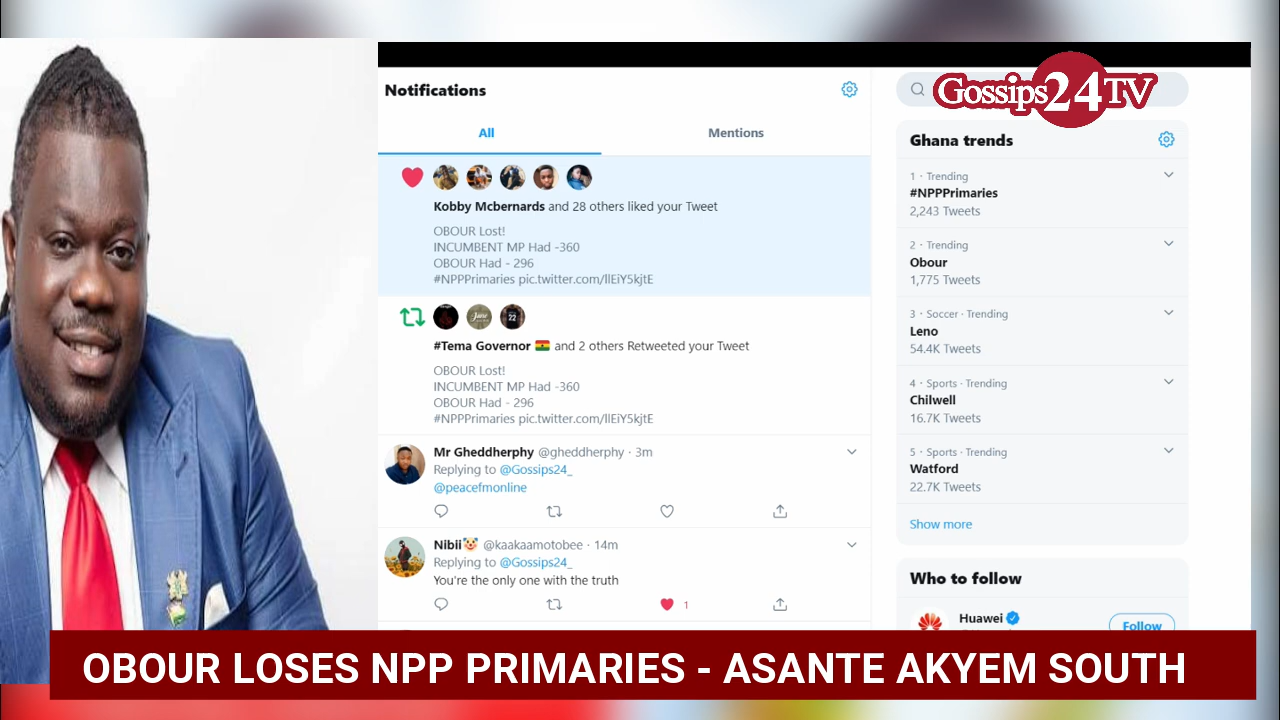 Gossips24TV
Notifications
All
Mentions
Kobby Mcbernards and 28 others liked your Tweet
OBOUR Lost!
INCUMBENT MP Had -360
OBOUR Had - 296
#NPPPrimaries pic.twitter.com/llEiY5kjtE
#Tema Governor 🇬🇭 and 2 others Retweeted your Tweet
OBOUR Lost!
INCUMBENT MP Had -360
OBOUR Had - 296
#NPPPrimaries pic.twitter.com/llEiY5kjtE
Mr Gheddherphy @gheddherphy · 3m
Replying to @Gossips24_
@peacefmonline
Nibii🤡 @kaakaamotobee · 14m
Replying to @Gossips24_
You're the only one with the truth
1
Ghana trends
1 · Trending
#NPPPrimaries
2,243 Tweets
2 · Trending
Obour
1,775 Tweets
3 · Soccer · Trending
Leno
54.4K Tweets
4 · Sports · Trending
Chilwell
16.7K Tweets
5 · Sports · Trending
Watford
22.7K Tweets
Show more
Who to follow
Huawei
Follow
OBOUR LOSES NPP PRIMARIES - ASANTE AKYEM SOUTH